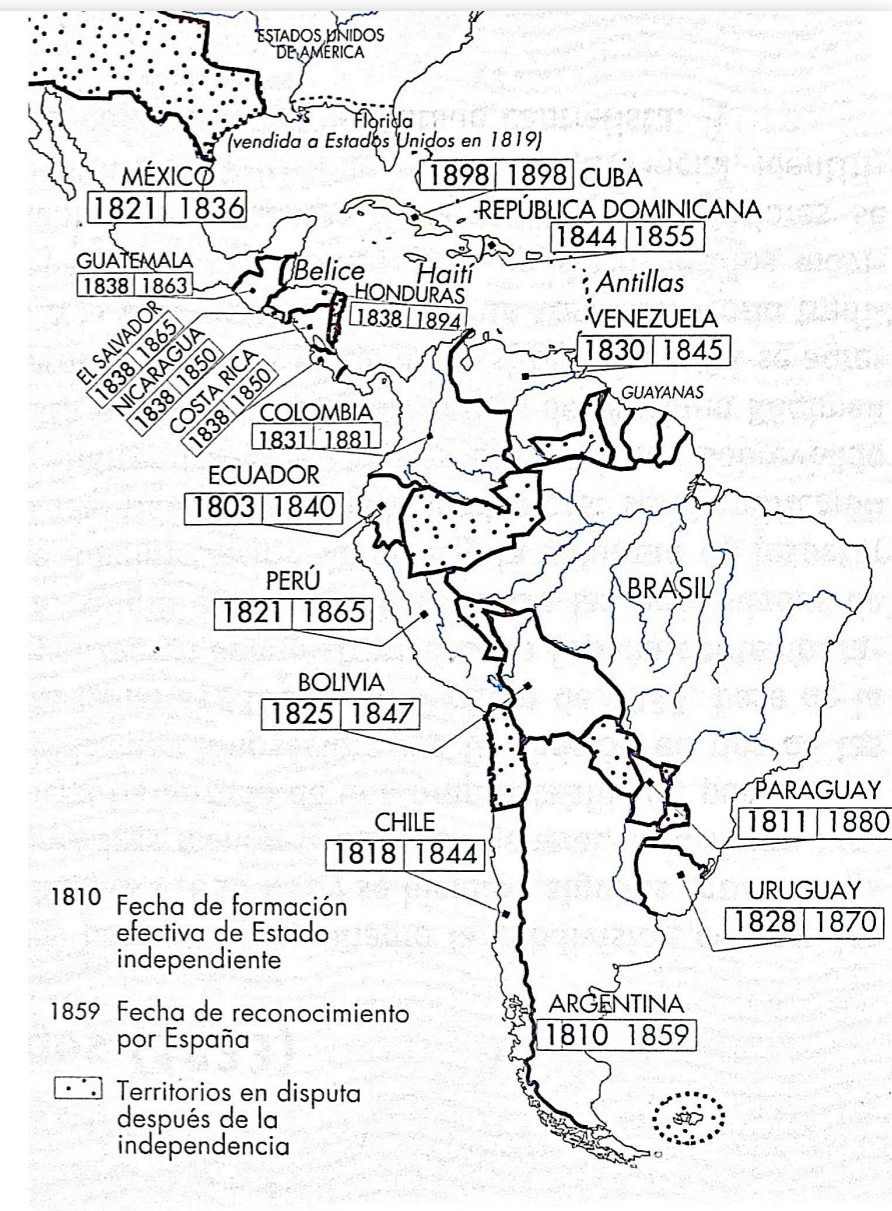 ESTADOS UNIDOS
DE AMÉRICA
Florida
(vendida a Estados Unidos en 1819)
MÉXICO
1821 1836
1898 1898 CUBA
REPÚBLICA DOMINICANA
1844 1855
GUATEMALA
1838 1863
Belice
Haití
Antillas
HONDURAS
1838 1894
EL SALVADOR
1838 1865
NICARAGUA
1838 1850
COSTA RICA
1838 1850
VENEZUELA
1830 1845
GUAYANAS
COLOMBIA
1831 1881
ECUADOR
1803 1840
PERÚ
1821 1865
BRASIL
BOLIVIA
1825 1847
PARAGUAY
1811 1880
CHILE
1818 1844
URUGUAY
1828 1870
ARGENTINA
1810 1859
1810 Fecha de formación
efectiva de Estado
independiente
1859 Fecha de reconocimiento
por España
Territorios en disputa
después de la
independencia